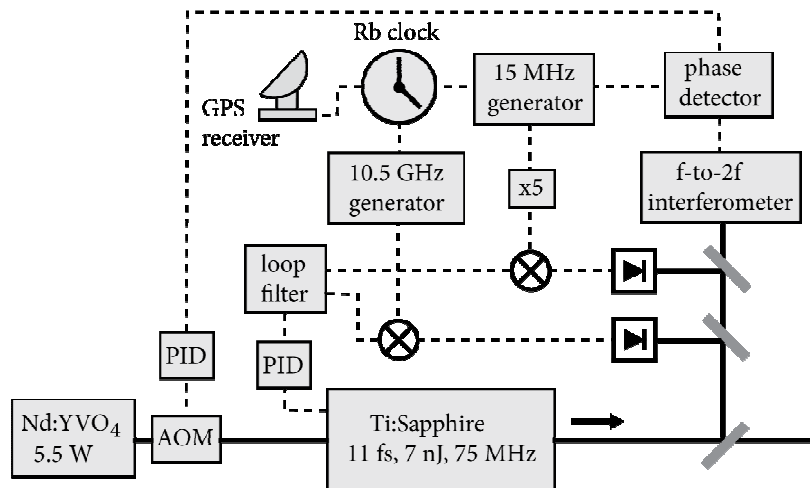 Rb clock
GPS
receiver
15 MHz
generator
phase
detector
10.5 GHz
generator
x5
f-to-2f
interferometer
loop
filter
PID
PID
Nd:YVO₄
5.5 W
AOM
Ti:Sapphire
11 fs, 7 nJ, 75 MHz